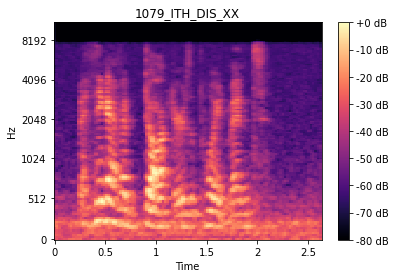 1079_ITH_DIS_XX
+0 dB
8192
-10 dB
4096
-20 dB
-30 dB
2048
-40 dB
Hz
1024
-50 dB
512
-60 dB
-70 dB
0
-80 dB
0 0.5 1 1.5 2 2.5
Time